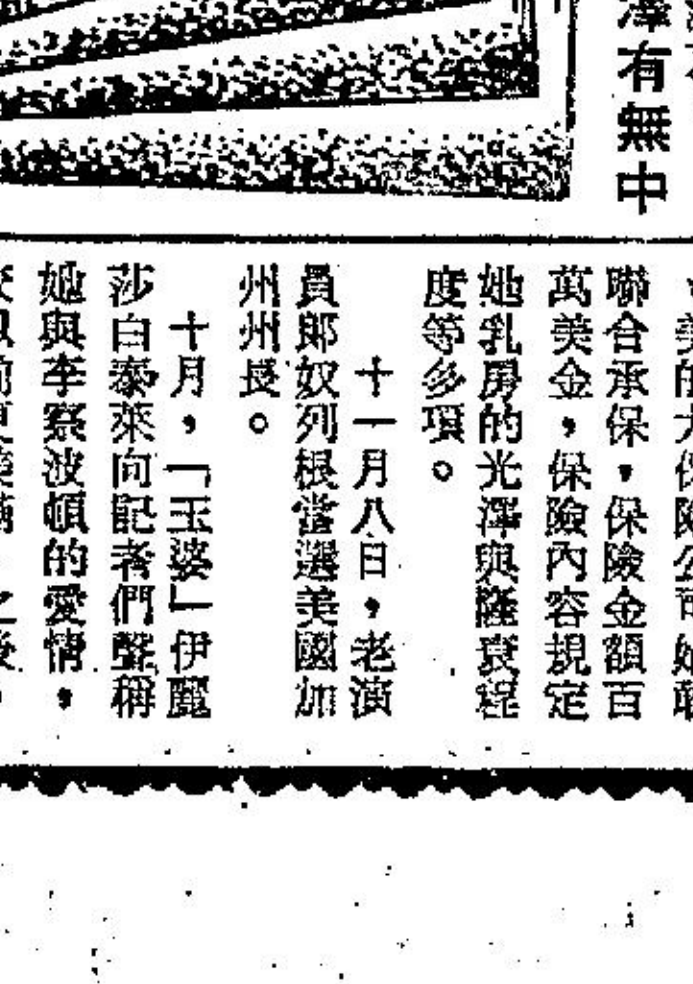 澤有無中
美的大保險公司
聯合承保，保險金額百
萬美金，保險內容規定
她乳房的光澤與隆衰程
度等多項。
十一月八日，老演
員郎奴列根當選美國加
州州長。
十月，「玉婆」伊麗
莎白泰萊向記者們聲稱
她與李察波頓的愛情，